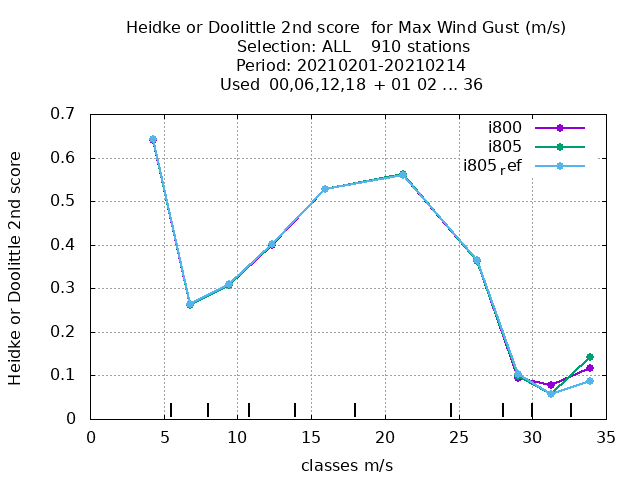 Heidke or Doolittle 2nd score  for Max Wind Gust (m/s)
Selection: ALL    910 stations
Period: 20210201-20210214
Used  00,06,12,18  + 01 02 ... 36
Heidke or Doolittle 2nd score
0.7
0.6
0.5
0.4
0.3
0.2
0.1
0
i800
i805
i805ref
0 5 10 15 20 25 30 35
classes m/s